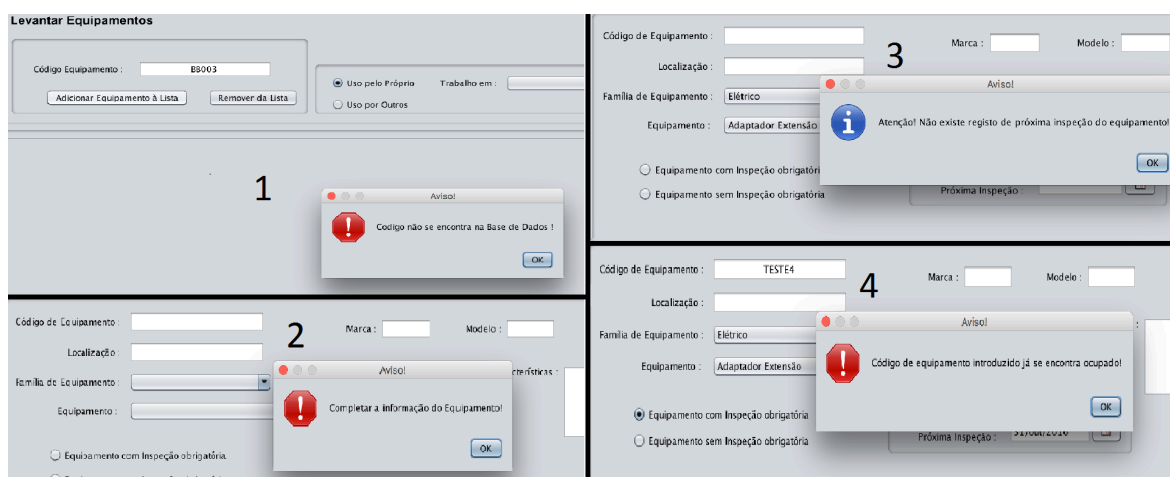 Levantar Equipamentos
Código Equipamento : BB003
Adicionar Equipamento à Lista Remover da Lista
Uso pelo Próprio Trabalho em :
Uso por Outros
1
Aviso!
Codigo não se encontra na Base de Dados !
OK
Código de Equipamento :
2
Marca : Modelo :
Localização :
Aviso!
Família de Equipamento :
cterísticas :
Completar a informação do Equipamento!
Equipamento :
OK
Equipamento com Inspeção obrigatória
Código de Equipamento :
3
Marca : Modelo :
Localização :
Aviso!
Família de Equipamento : Elétrico
Atenção! Não existe registo de próxima inspeção do equipamento!
Equipamento : Adaptador Extensão
OK
Equipamento com Inspeção obrigatóri
Equipamento sem Inspeção obrigatória
Próxima Inspeção :
Código de Equipamento : TESTE4
4
Marca : Modelo :
Localização :
Aviso!
Família de Equipamento : Elétrico
Código de equipamento introduzido já se encontra ocupado!
Equipamento : Adaptador Extensão
OK
Equipamento com Inspeção obrigatória
Equipamento sem Inspeção obrigatória
Próxima Inspeção :